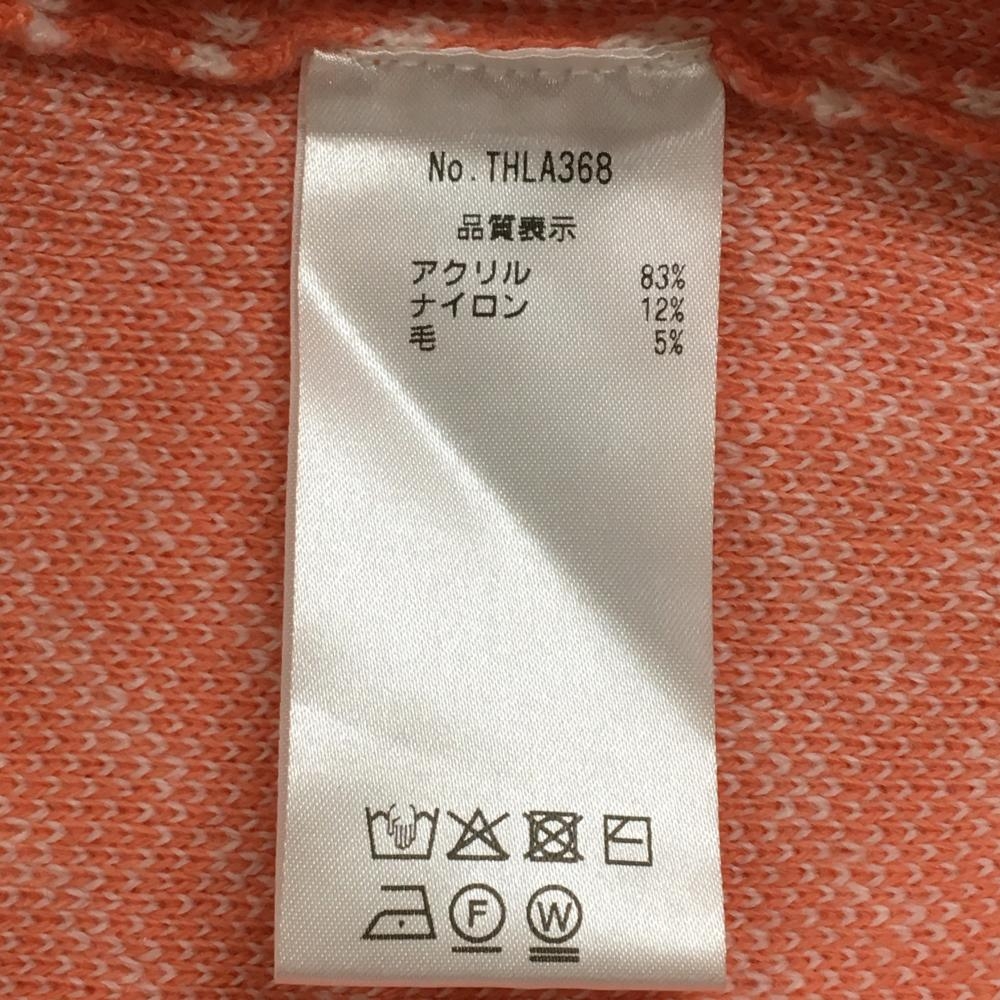 No.THLA368
品質表示
アクリル 83%
ナイロン 12%
毛 5%
F W